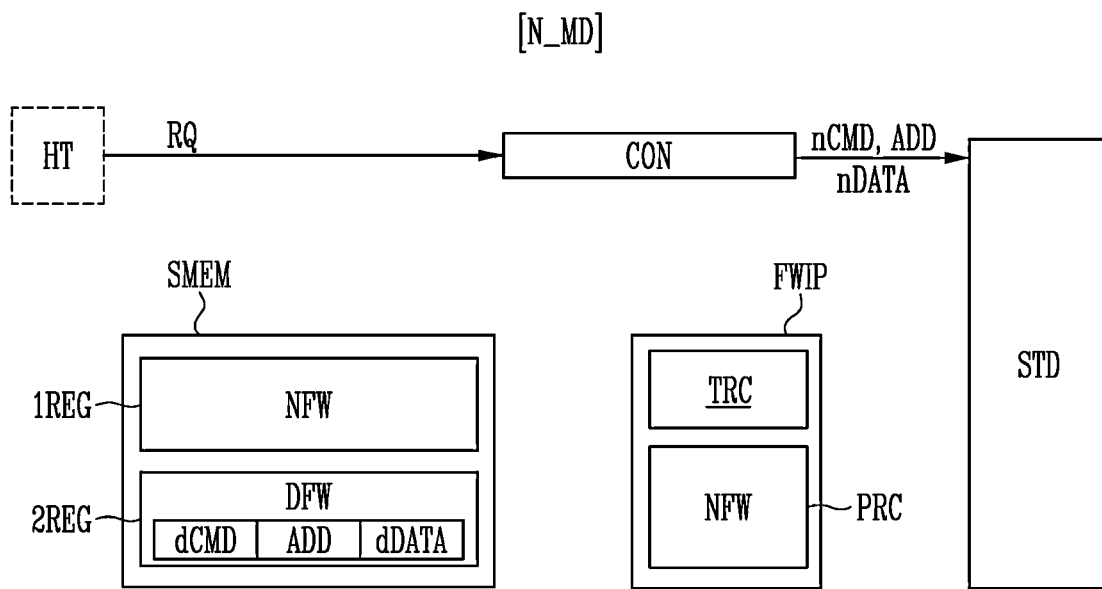 [N_MD]
HT
RQ
CON
nCMD, ADD
nDATA
STD
SMEM
1REG
NFW
2REG
DFW
dCMD ADD dDATA
FWIP
TRC
NFW
PRC